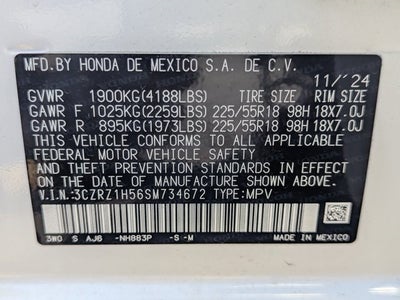 MFD.BY HONDA DE MEXICO S.A. DE C.V.
11/'24
GVWR 1900KG(4188LBS) TIRE SIZE RIM SIZE
GAWR F 1025KG(2259LBS) 225/55R18 98H 18X7.0J
GAWR R 895KG(1973LBS) 225/55R18 98H 18X7.0J
THIS VEHICLE CONFORMS TO ALL APPLICABLE
FEDERAL MOTOR VEHICLE SAFETY
AND THEFT PREVENTION STANDARDS IN EFFECT
ON THE DATE OF MANUFACTURE SHOWN ABOVE.
V.I.N.:3CZRZ1H56SM734672 TYPE:MPV
3W0 S AJ8 -NH883P -S-M MADE IN MEXICO